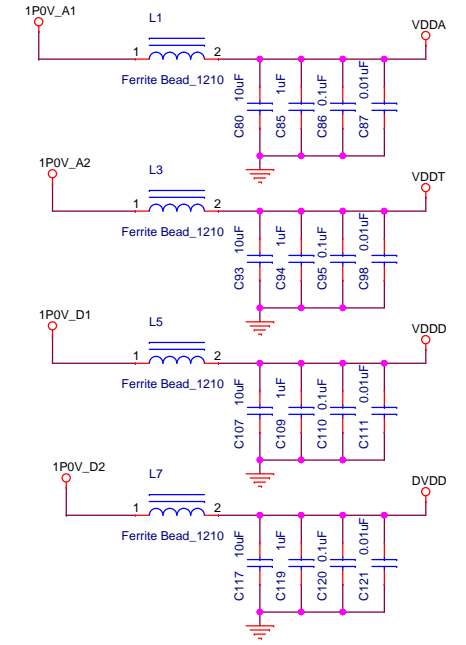 1P0V_A1
L1
VDDA
1 2
Ferrite Bead_1210
C80 10uF
C85 1uF
C86 0.1uF
C87 0.01uF
1P0V_A2
L3
VDDT
1 2
Ferrite Bead_1210
C93 10uF
C94 1uF
C95 0.1uF
C98 0.01uF
1P0V_D1
L5
VDDD
1 2
Ferrite Bead_1210
C107 10uF
C109 1uF
C110 0.1uF
C111 0.01uF
1P0V_D2
L7
DVDD
1 2
Ferrite Bead_1210
C117 10uF
C119 1uF
C120 0.1uF
C121 0.01uF